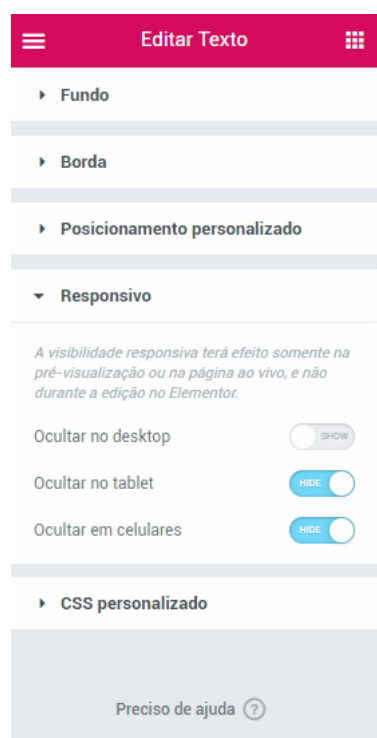 Editar Texto
Fundo
Borda
Posicionamento personalizado
Responsivo
A visibilidade responsiva terá efeito somente na
pré-visualização ou na página ao vivo, e não
durante a edição no Elementor.
Ocultar no desktop SHOW
Ocultar no tablet HIDE
Ocultar em celulares HIDE
CSS personalizado
Preciso de ajuda ?